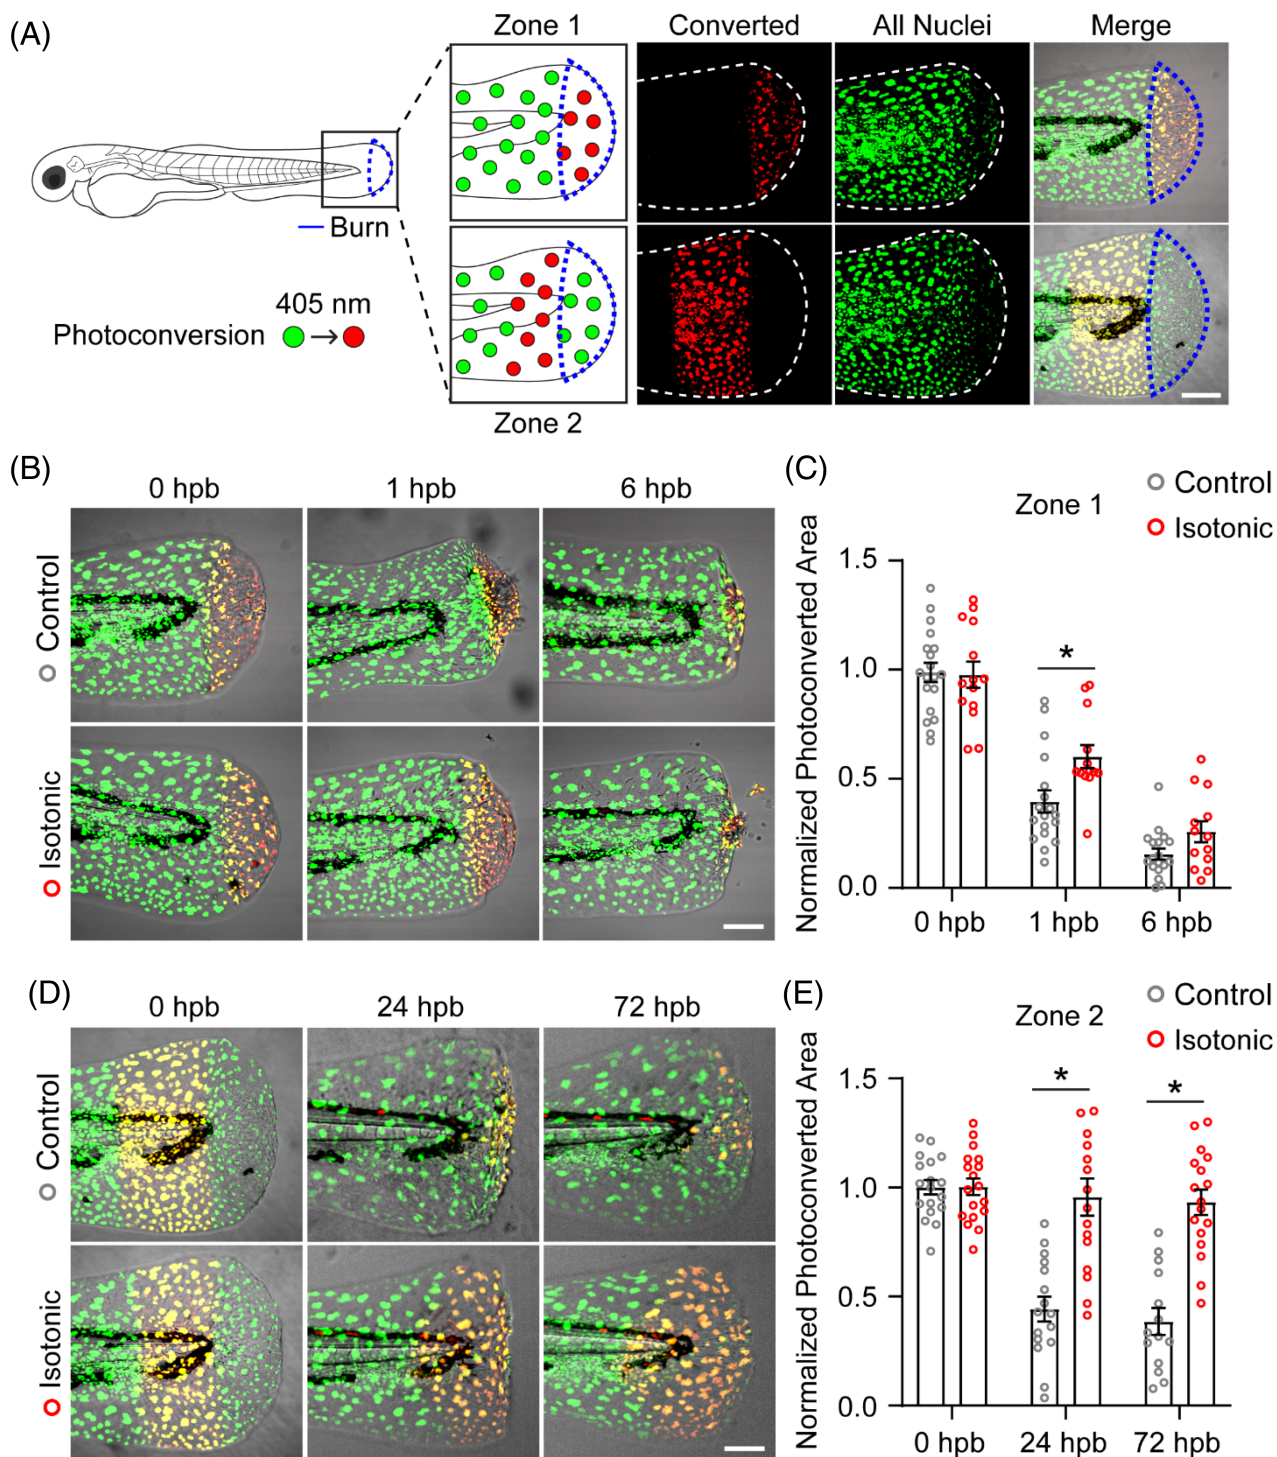 (A)
Zone 1
Converted
All Nuclei
Merge
Burn
405 nm
Photoconversion
Zone 2
(B)
0 hpb
1 hpb
6 hpb
Control
Isotonic
(C)
Zone 1
Control
Isotonic
Normalized Photoconverted Area
1.5
1.0
0.5
0.0
*
0 hpb
1 hpb
6 hpb
(D)
0 hpb
24 hpb
72 hpb
Control
Isotonic
(E)
Zone 2
Control
Isotonic
Normalized Photoconverted Area
1.5
1.0
0.5
0.0
*
*
0 hpb
24 hpb
72 hpb